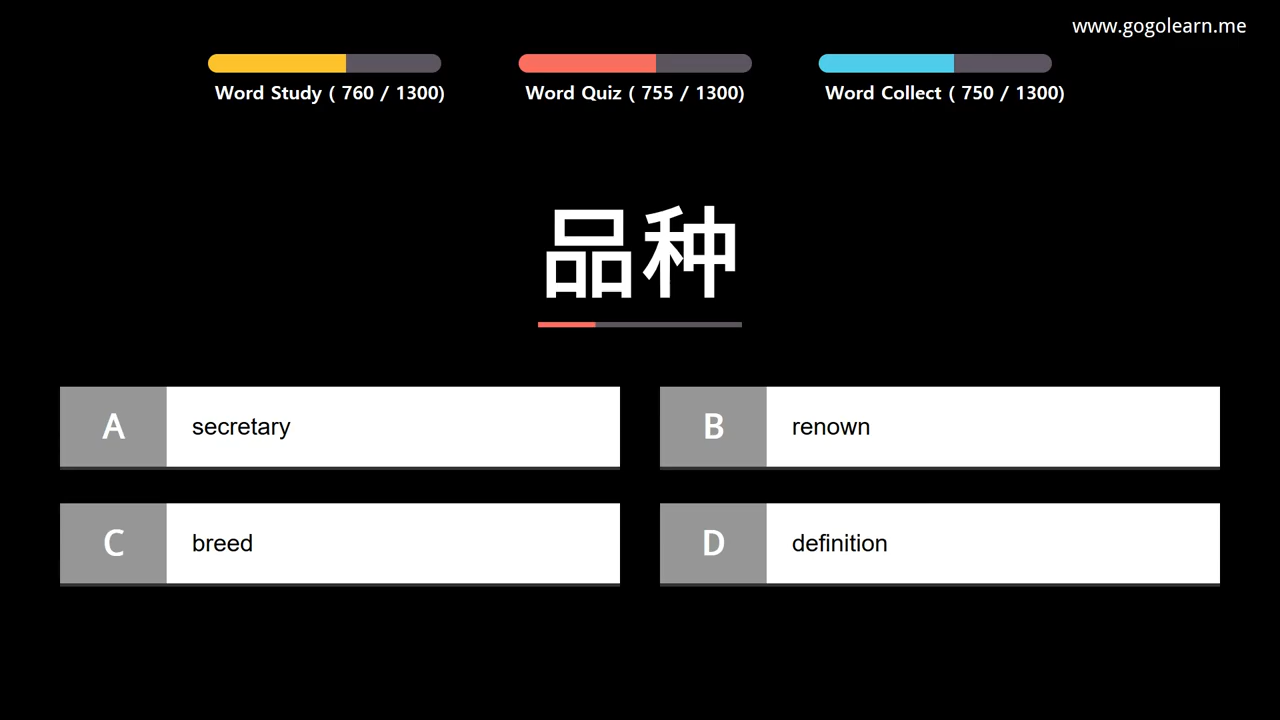 www.gogolearn.me
Word Study ( 760 / 1300)
Word Quiz ( 755 / 1300)
Word Collect ( 750 / 1300)
品种
A secretary
B renown
C breed
D definition